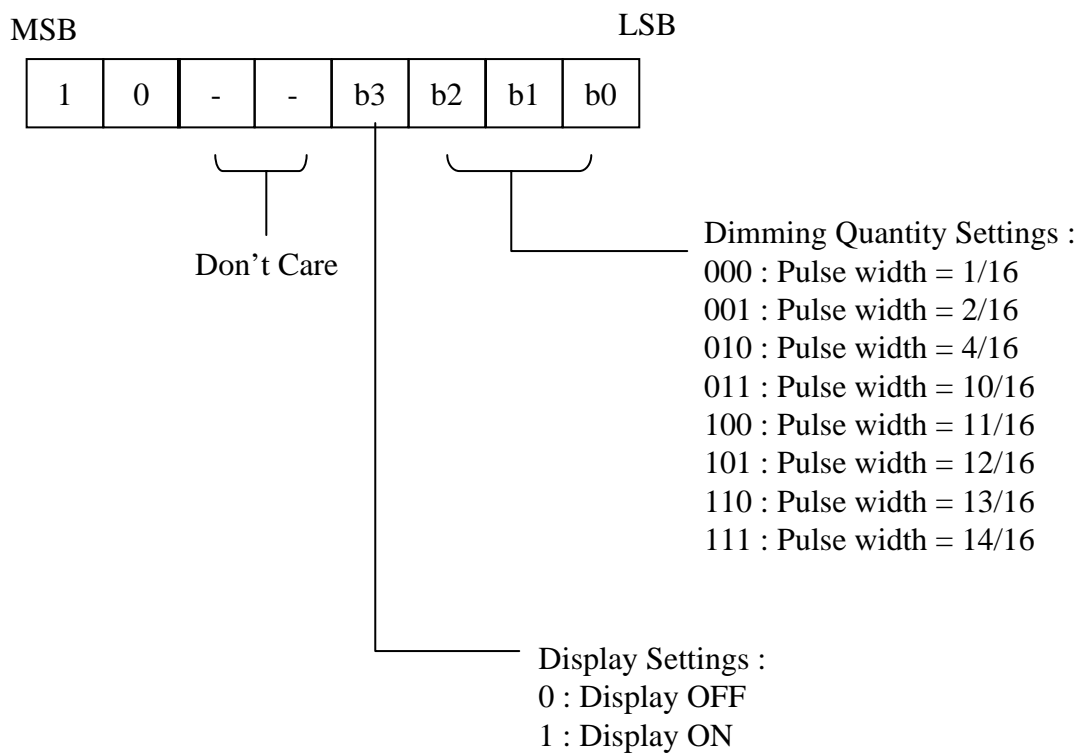 MSB LSB
1 0 - - b3 b2 b1 b0
Don’t Care
Dimming Quantity Settings :
000 : Pulse width = 1/16
001 : Pulse width = 2/16
010 : Pulse width = 4/16
011 : Pulse width = 10/16
100 : Pulse width = 11/16
101 : Pulse width = 12/16
110 : Pulse width = 13/16
111 : Pulse width = 14/16
Display Settings :
0 : Display OFF
1 : Display ON